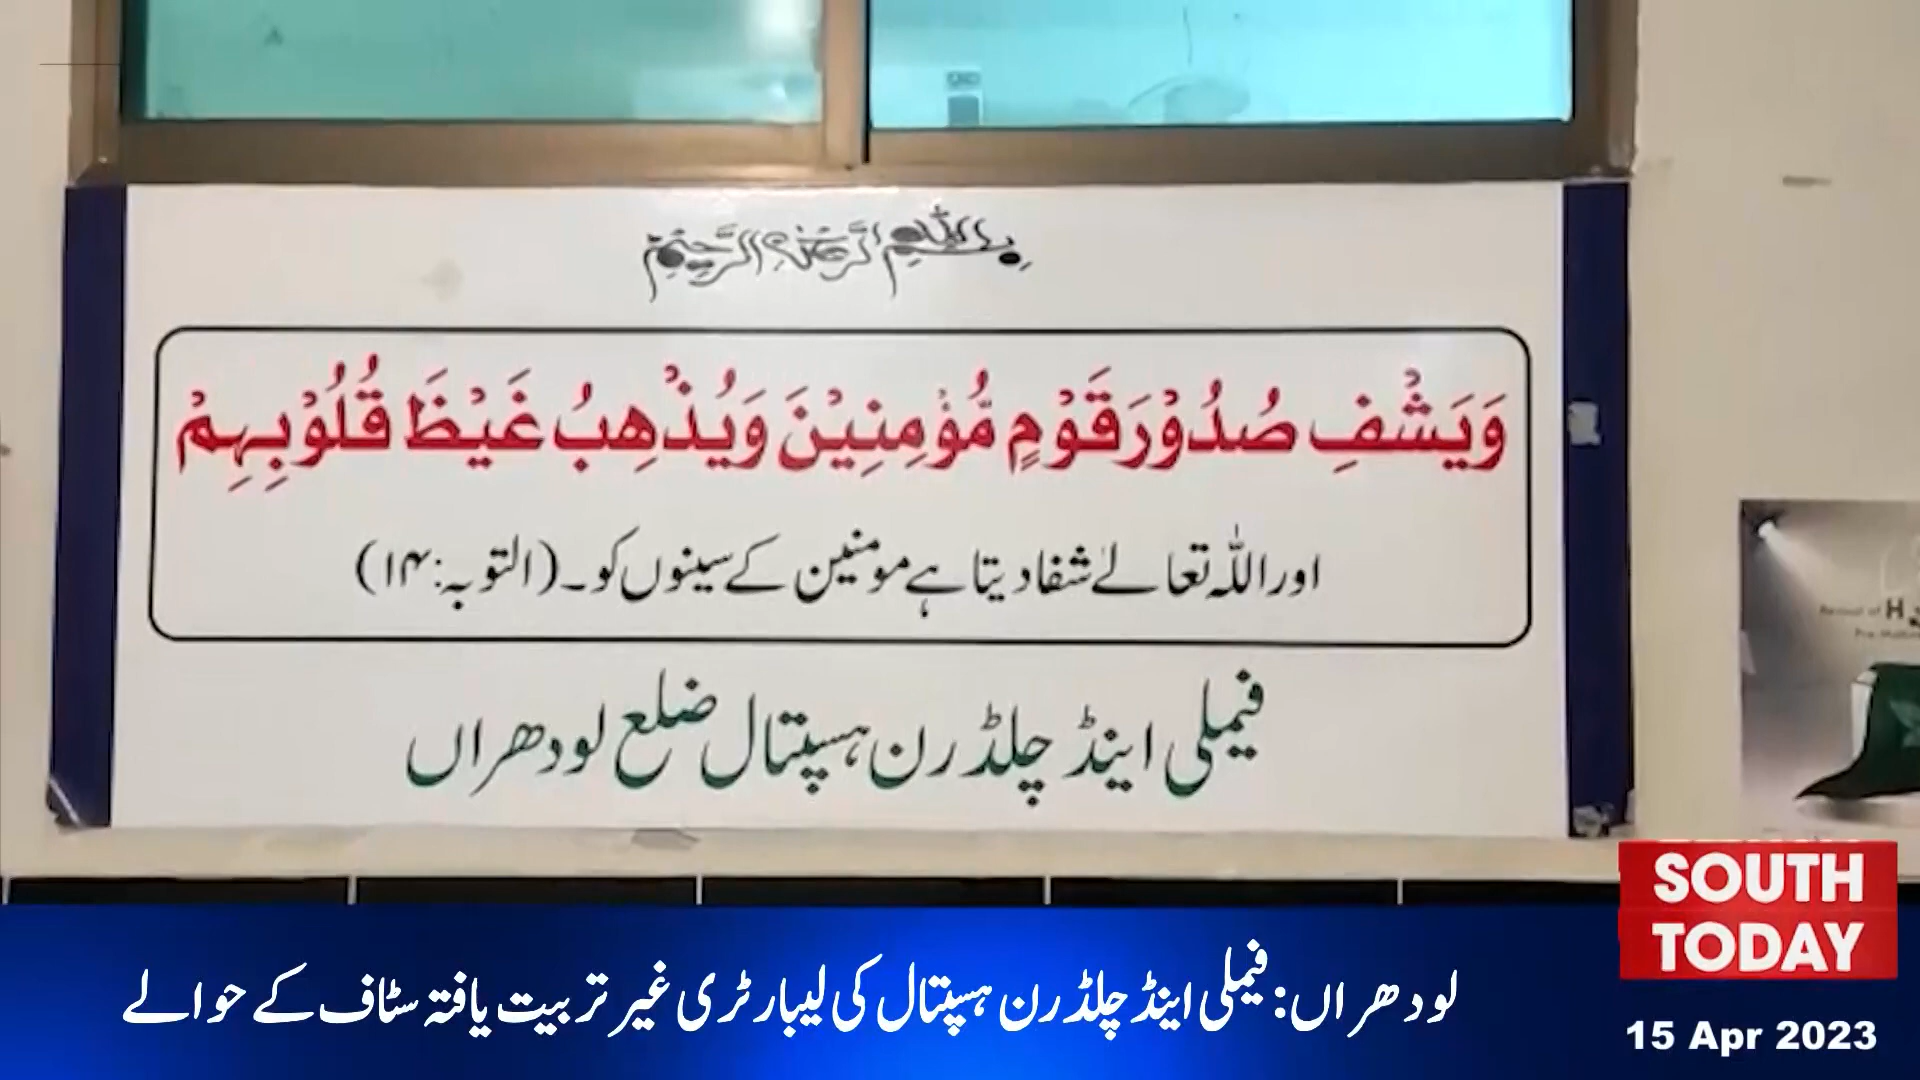 بسم اللہ الرحمن الرحیم
وَيَشْفِ صُدُوْرَ قَوْمٍ مُّؤْمِنِيْنَ وَيُذْهِبُ غَيْظَ قُلُوْبِهِمْ
اور اللّٰہ تعالےٰ شفا دیتا ہے مومنین کے سینوں کو۔ (التوبہ: ۱۴)
فیملی اینڈ چلڈرن ہسپتال ضلع لودھراں
SOUTH
TODAY
لودھراں: فیملی اینڈ چلڈرن ہسپتال کی لیبارٹری غیر تربیت یافتہ سٹاف کے حوالے
15 Apr 2023